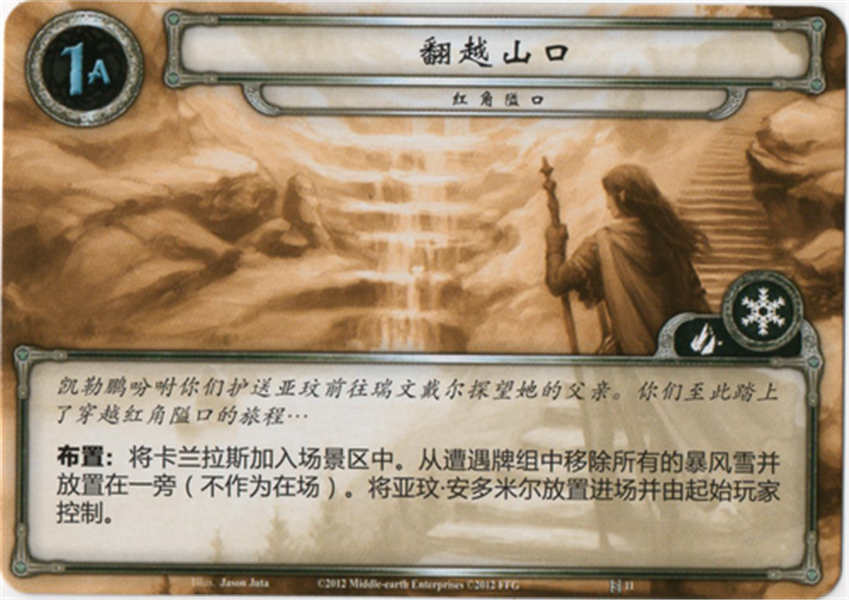 1A
翻越山口
红角隘口
凯勒鹏吩咐你们护送亚玟前往瑞文戴尔探望她的父亲。你们至此踏上
了穿越红角隘口的旅程…
布置：将卡兰拉斯加入场景区中。从遭遇牌组中移除所有的暴风雪并
放置在一旁（不作为在场）。将亚玟·安多米尔放置进场并由起始玩家
控制。
Illus. Jason Juta ©2012 Middle-earth Enterprises ©2012 FFG 11